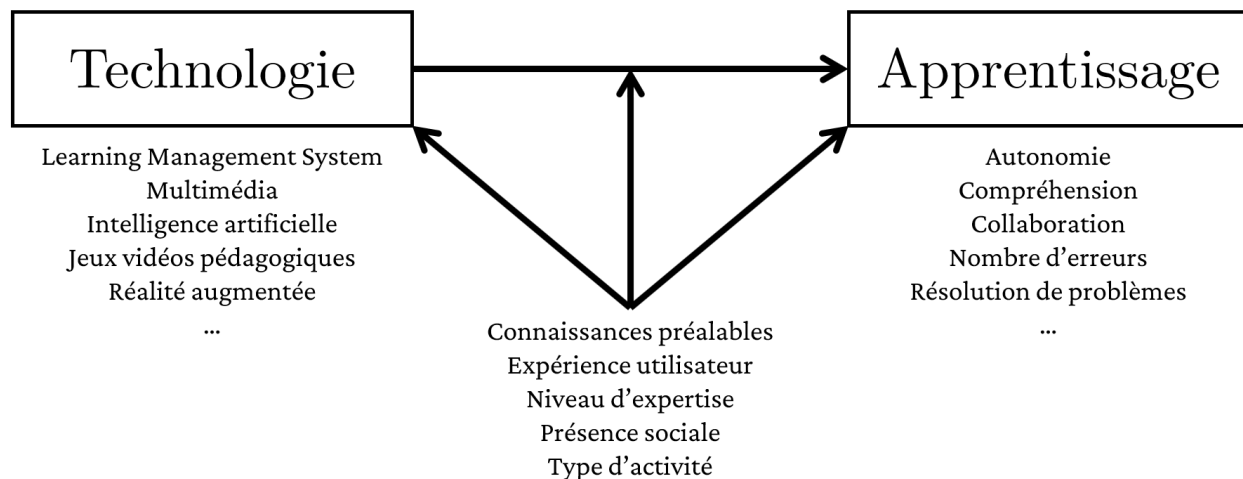 Technologie
Apprentissage
Learning Management System
Multimédia
Intelligence artificielle
Jeux vidéos pédagogiques
Réalité augmentée
...
Autonomie
Compréhension
Collaboration
Nombre d’erreurs
Résolution de problèmes
...
Connaissances préalables
Expérience utilisateur
Niveau d’expertise
Présence sociale
Type d’activité